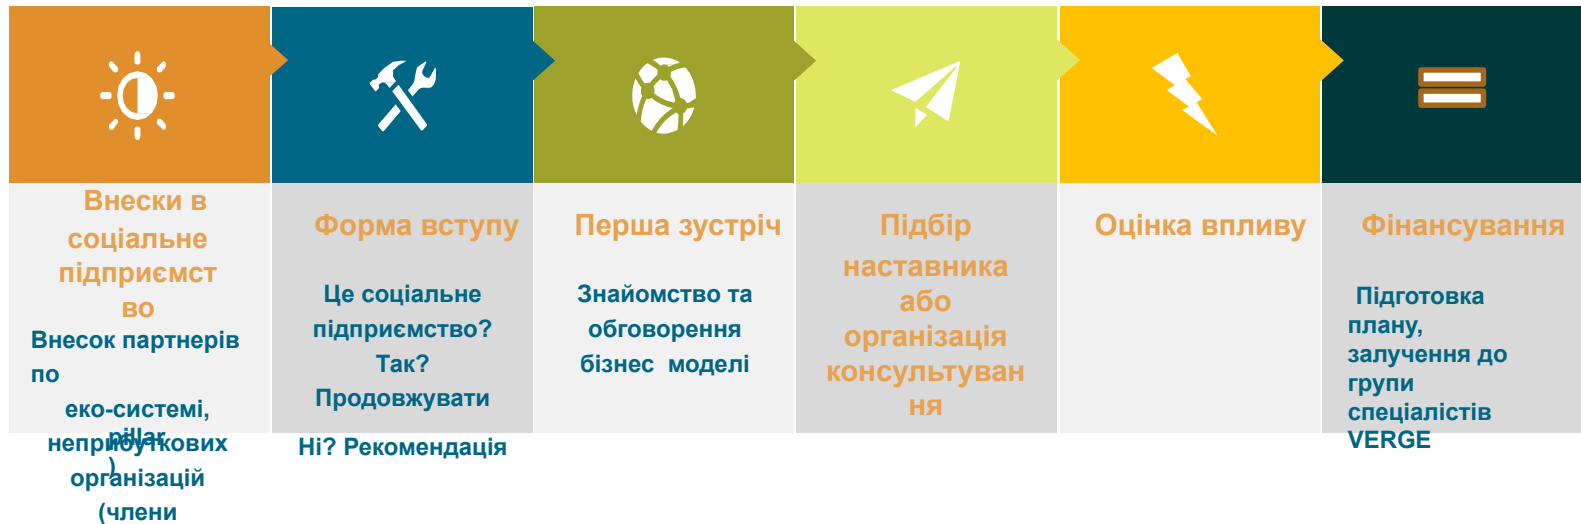 Внески в
соціальне
підприємст
во
Внесок партнерів
по
еко-системі,
неприбуткових
pillar
)
організацій
(члени
Форма вступу
Це соціальне
підприємство?
Так?
Продовжувати
Ні? Рекомендація
Перша зустріч
Знайомство та
обговорення
бізнес моделі
Підбір
наставника
або
організація
консультуван
ня
Оцінка впливу
Фінансування
Підготовка
плану,
залучення до
групи
спеціалістів
VERGE